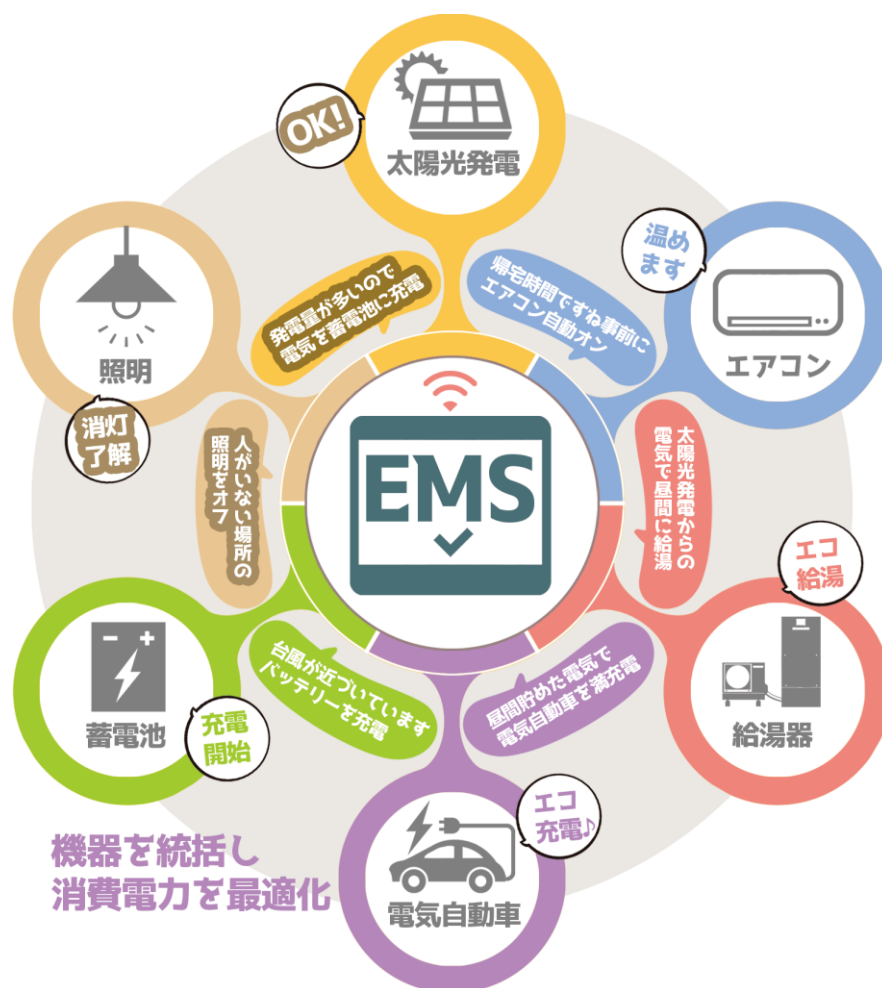 OK!
太陽光発電
発電量が多いので
電気を蓄電池に充電
帰宅時間ですね事前に
エアコン自動オン
温め
ます
エアコン
太陽光発電からの
電気で昼間に給湯
エコ
給湯
給湯器
昼間貯めた電気で
電気自動車を満充電
エコ
充電♪
電気自動車
台風が近づいています
バッテリーを充電
充電
開始
蓄電池
人がいない場所の
照明をオフ
消灯
了解
照明
EMS
機器を統括し
消費電力を最適化